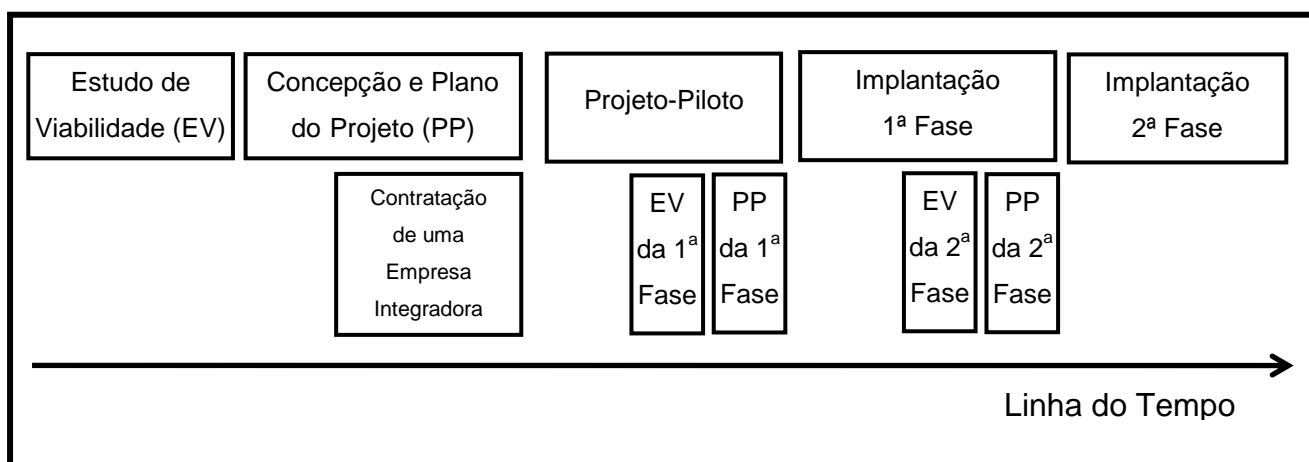 Estudo de
Viabilidade (EV)
Concepção e Plano
do Projeto (PP)
Projeto-Piloto
Implantação
1ª Fase
Implantação
2ª Fase
Contratação
de uma
Empresa
Integradora
EV
da 1ª
Fase
PP
da 1ª
Fase
EV
da 2ª
Fase
PP
da 2ª
Fase
Linha do Tempo